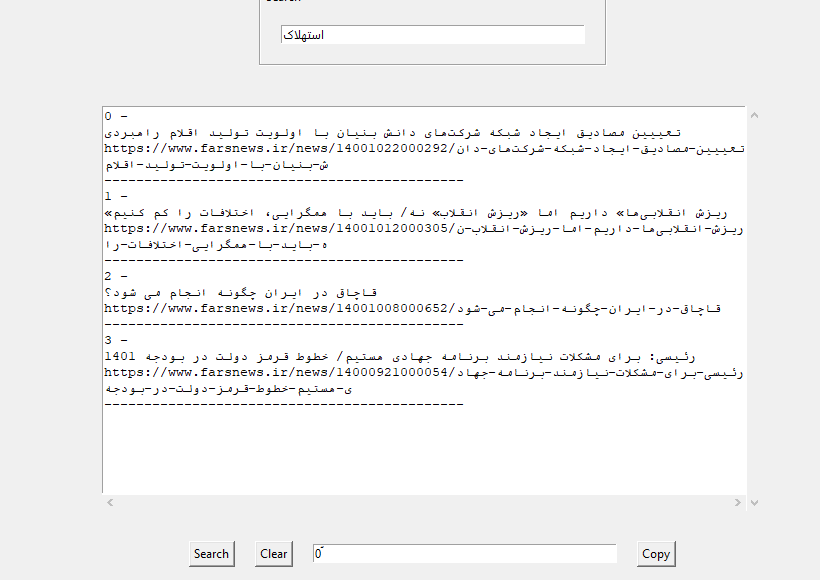 استهلاک
0 -
تعییین مصادیق ایجاد شبکه شرکت‌های دانش بنیان با اولویت تولید اقلام راهبردی
https://www.farsnews.ir/news/14001022000292/تعییین-مصادیق-ایجاد-شبکه-شرکت‌های-دان
ش-بنیان-با-اولویت-تولید-اقلام
---------------------------------------------
1 -
«ریزش انقلابی‌ها» داریم اما «ریزش انقلاب» نه/ باید با همگرایی، اختلافات را کم کنیم
https://www.farsnews.ir/news/14001012000305/ریزش-انقلابی‌ها-داریم-اما-ریزش-انقلاب-ن
ه-باید-با-همگرایی-اختلافات-را
---------------------------------------------
2 -
قاچاق در ایران چگونه انجام می شود؟
https://www.farsnews.ir/news/14001008000652/قاچاق-در-ایران-چگونه-انجام-می-شود
---------------------------------------------
3 -
رئیسی: برای مشکلات نیازمند برنامه جهادی هستیم/ خطوط قرمز دولت در بودجه 1401
https://www.farsnews.ir/news/14000921000054/رئیسی-برای-مشکلات-نیازمند-برنامه-جهاد
ی-هستیم-خطوط-قرمز-دولت-در-بودجه
---------------------------------------------
Search Clear 0 Copy